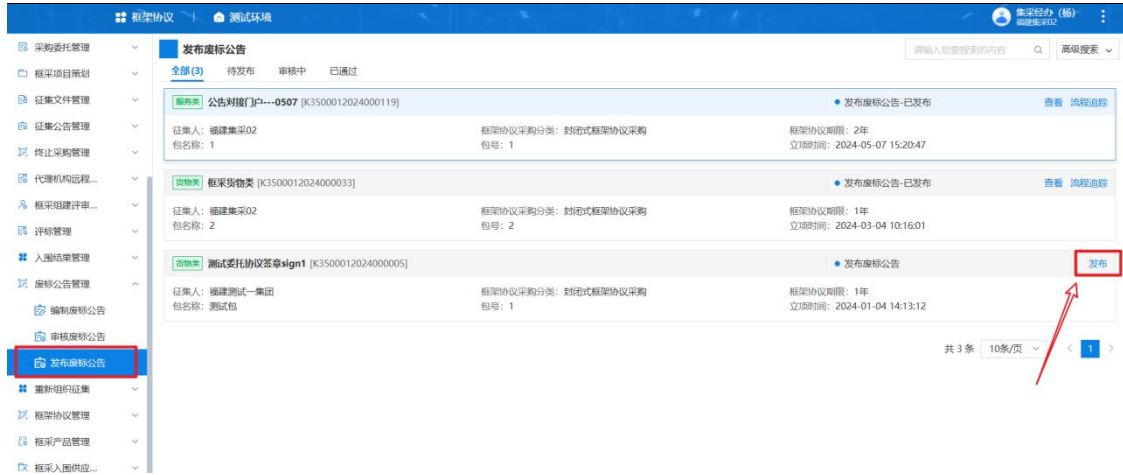 框架协议 测试环境 集采经办（杨）
福建集采02
采购委托管理
框采项目策划
征集文件管理
征集公告管理
终止采购管理
代理机构远程...
框采组建评审...
评标管理
入围结果管理
废标公告管理
编制废标公告
审核废标公告
发布废标公告
重新组织征集
框架协议管理
框采产品管理
框采入围供应...
发布废标公告 请输入您要搜索的内容 高级搜索
全部(3) 待发布 审核中 已通过
服务类 公告对接门户---0507 [K3500012024000119] 发布废标公告-已发布 查看 流程追踪
征集人：福建集采02 框架协议采购分类：封闭式框架协议采购 框架协议期限：2年
包名称：1 包号：1 立项时间：2024-05-07 15:20:47
货物类 框采货物类 [K3500012024000033] 发布废标公告-已发布 查看 流程追踪
征集人：福建集采02 框架协议采购分类：封闭式框架协议采购 框架协议期限：1年
包名称：2 包号：2 立项时间：2024-03-04 10:16:01
货物类 测试委托协议签章sign1 [K3500012024000005] 发布废标公告 发布
征集人：福建测试一集团 框架协议采购分类：封闭式框架协议采购 框架协议期限：1年
包名称：测试包 包号：1 立项时间：2024-01-04 14:13:12
共 3 条 10条/页 < 1 >